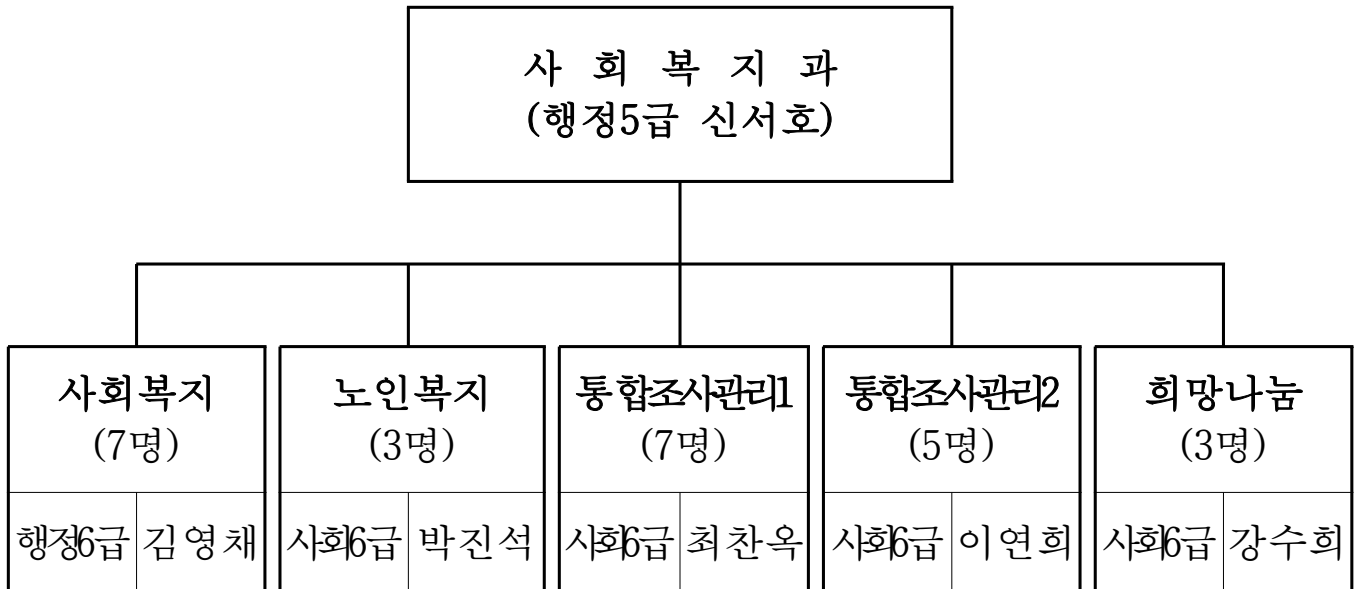 사 회 복 지 과
(행정5급 신서호)
사회복지 노인복지 통합조사관리1 통합조사관리2 희망나눔
(7명) (3명) (7명) (5명) (3명)
행정6급 김영채 사회6급 박진석 사회6급 최찬옥 사회6급 이연희 사회6급 강수희